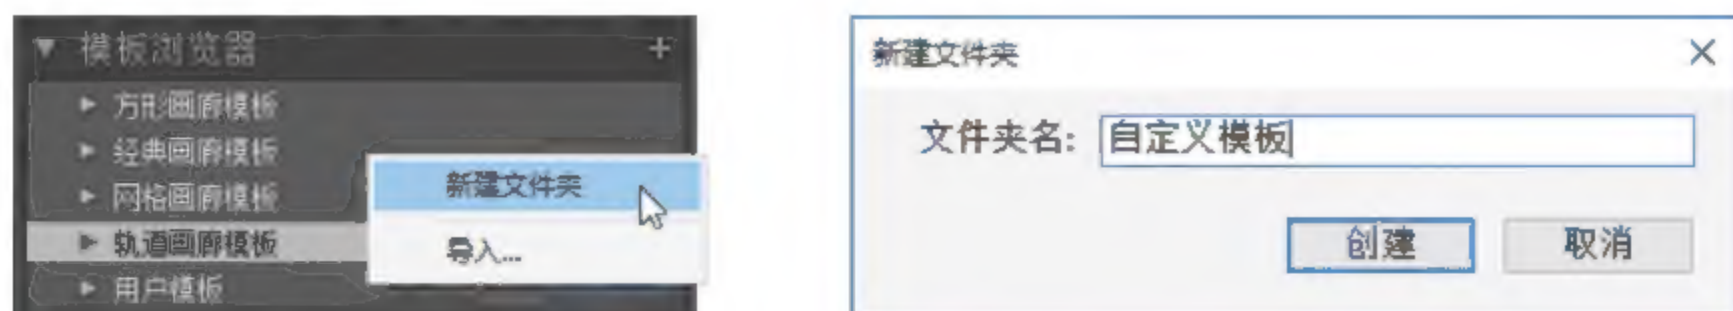 模板浏览器 +
方形画廊模板
经典画廊模板
网格画廊模板
轨道画廊模板
用户模板
新建文件夹
导入...
新建文件夹
文件夹名: 自定义模板
创建 取消